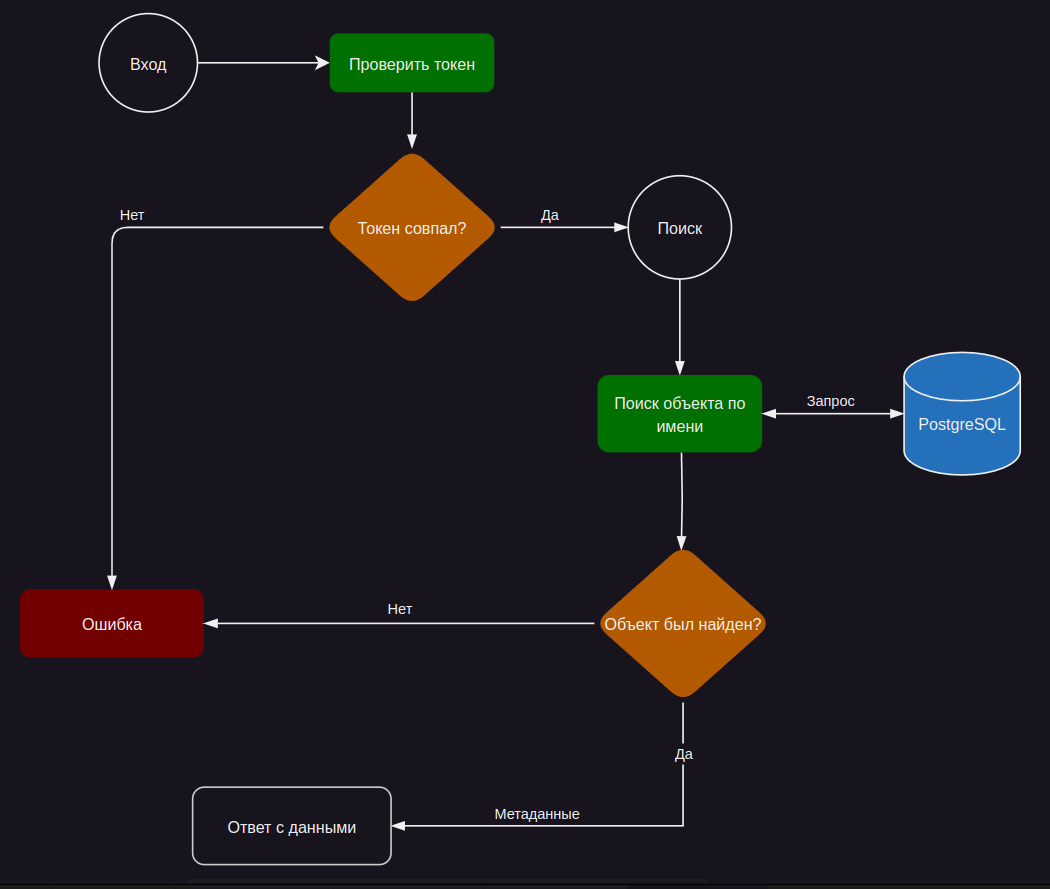 Вход
Проверить токен
Нет
Токен совпал?
Да
Поиск
Поиск объекта по
имени
Запрос
PostgreSQL
Ошибка
Нет
Объект был найден?
Да
Метаданные
Ответ с данными